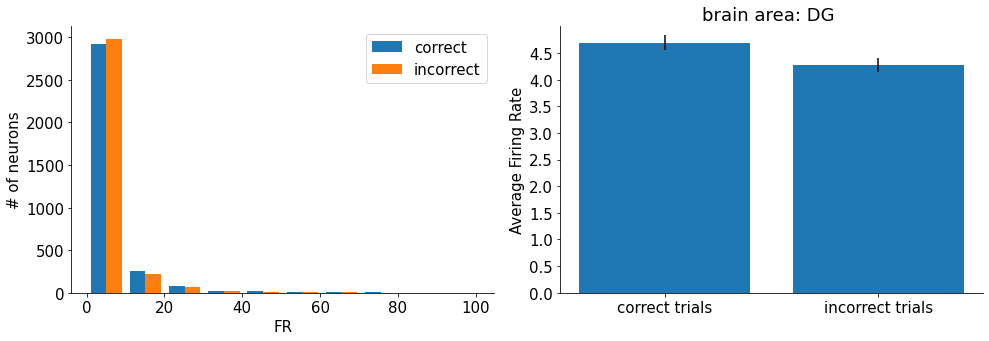 3000
2500
2000
1500
1000
500
0
# of neurons
0 20 40 60 80 100
FR
correct
incorrect
brain area: DG
4.5
4.0
3.5
3.0
2.5
2.0
1.5
1.0
0.5
0.0
Average Firing Rate
correct trials incorrect trials